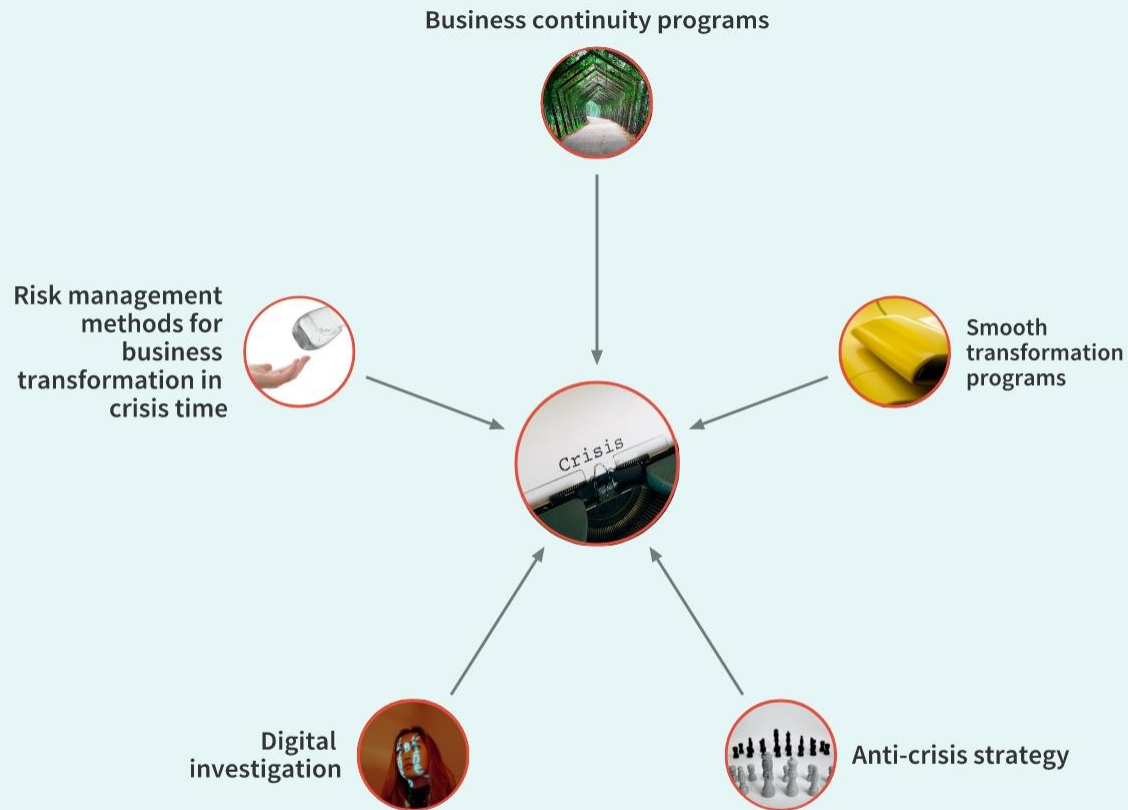 Business continuity programs
Risk management
methods for
business
transformation in
crisis time
Smooth
transformation
programs
Crisis
Digital
investigation
Anti-crisis strategy